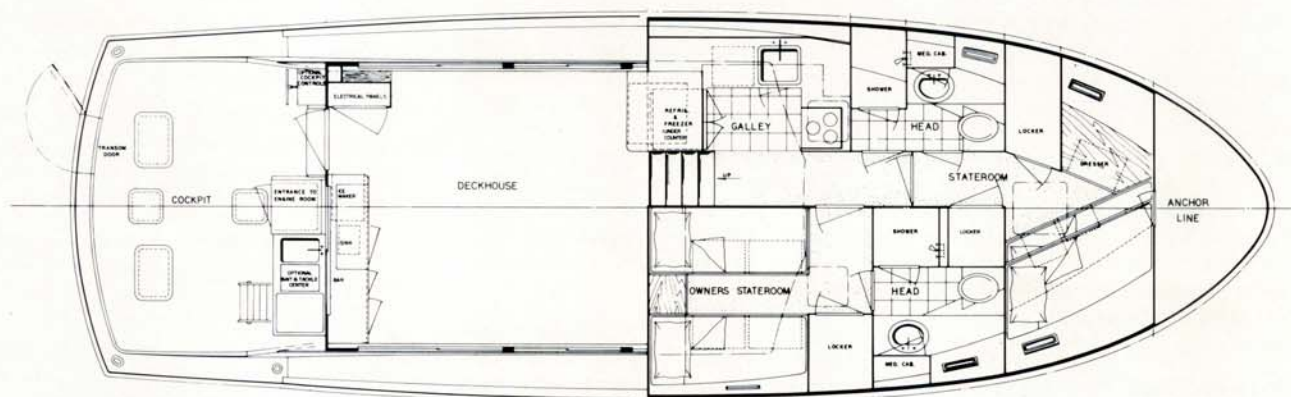 TRANSOM
DOOR
COCKPIT
OPTIONAL
COCKPIT
CONTROLS
ELECTRICAL PANELS
ENTRANCE TO
ENGINE ROOM
ICE
MAKER
BAR
OPTIONAL
BAIT & TACKLE
CENTER
DECKHOUSE
REFRIG
&
FREEZER
(UNDER
COUNTER)
GALLEY
UP
SHOWER
MED. CAB.
HEAD
LOCKER
DRESSER
STATEROOM
ANCHOR
LINE
SHOWER
LOCKER
OWNERS STATEROOM
HEAD
LOCKER
MED. CAB.